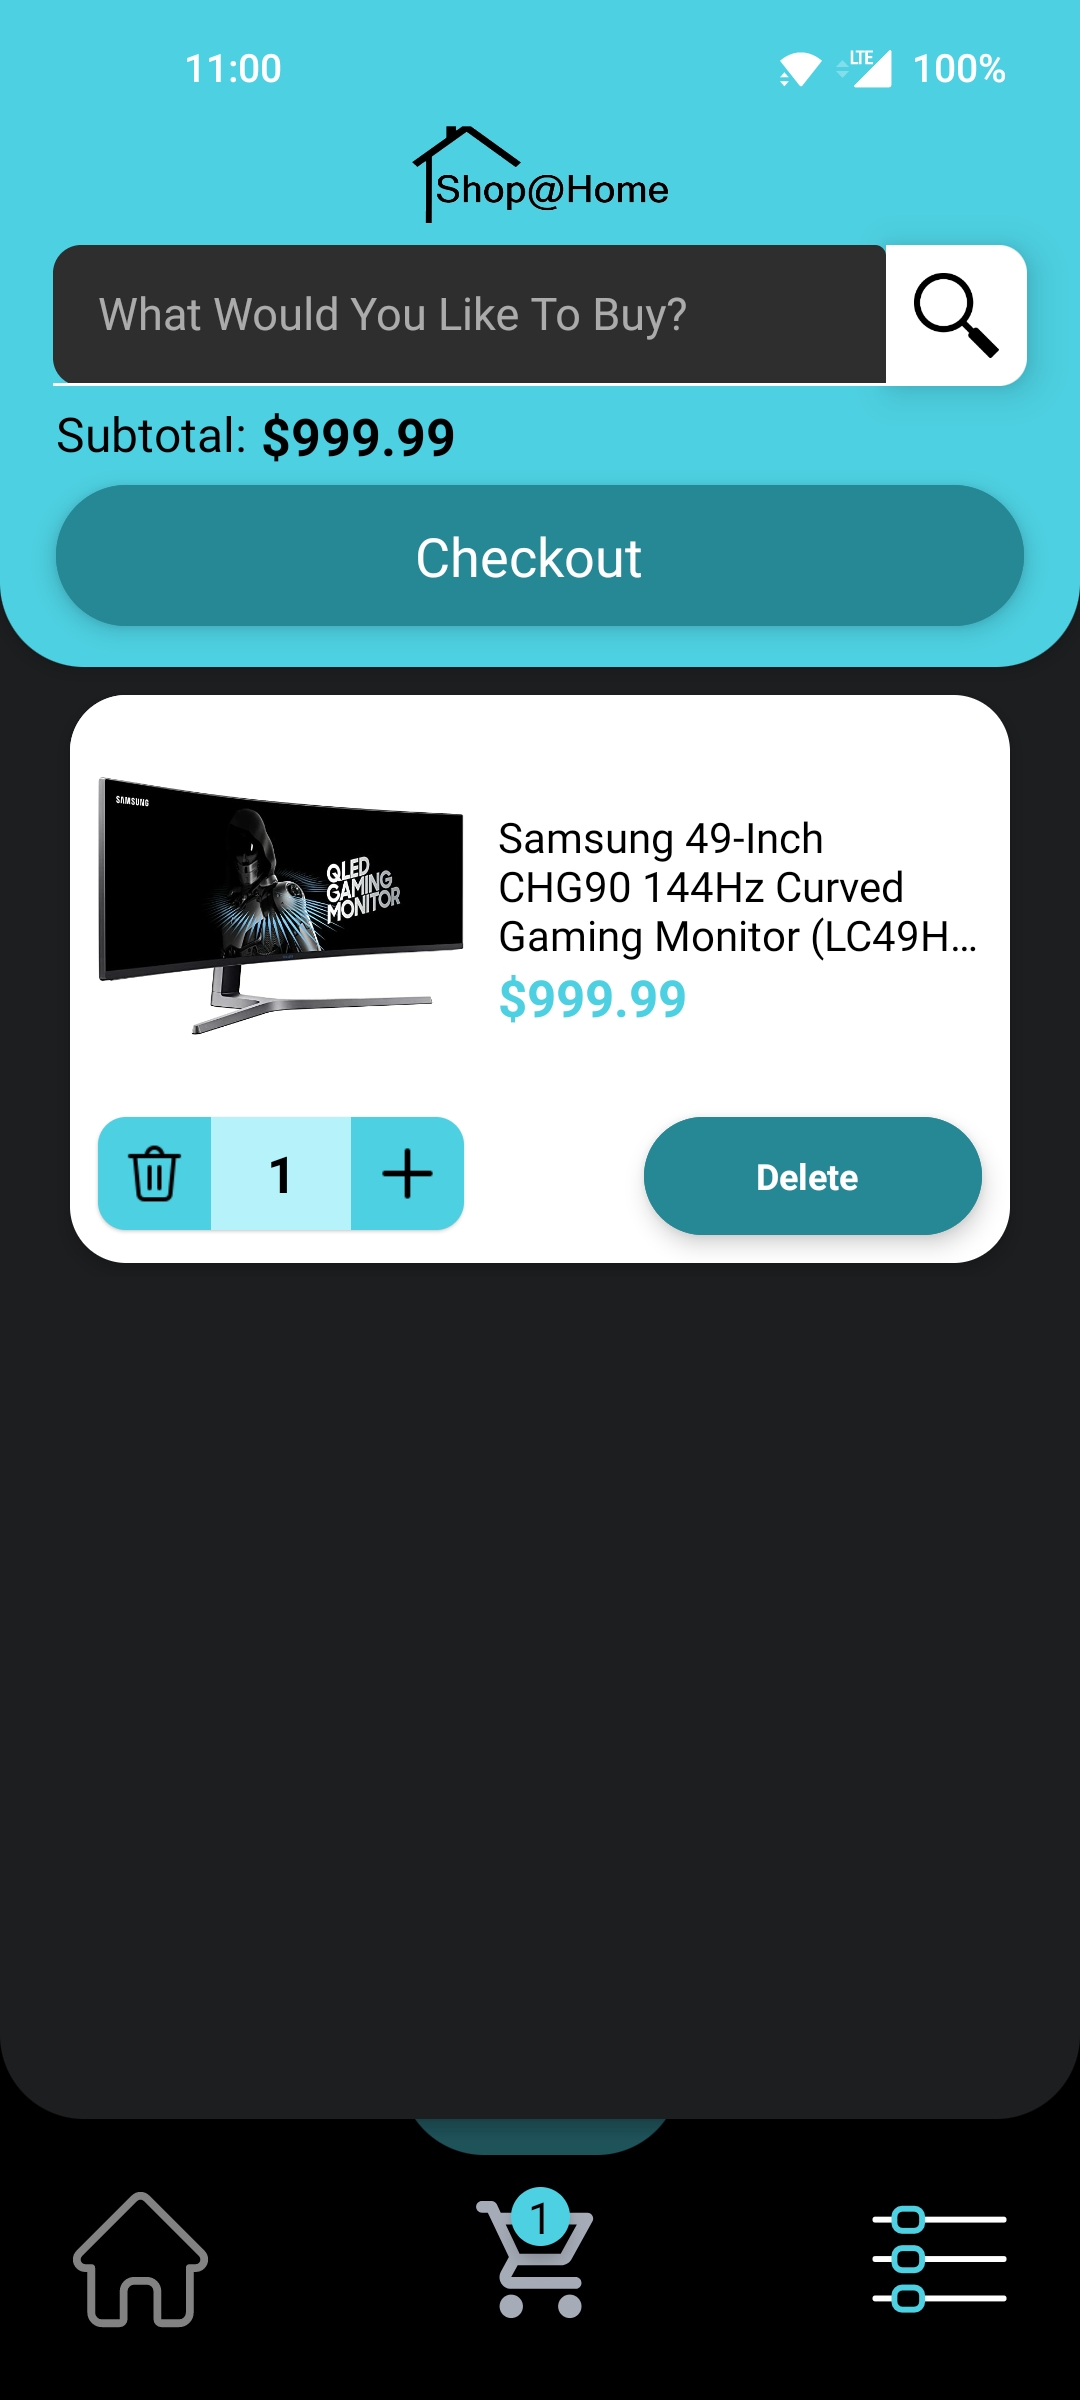 11:00
LTE
100%
Shop@Home
What Would You Like To Buy?
Subtotal: $999.99
Checkout
SAMSUNG
QLED
GAMING
MONITOR
Samsung 49-Inch
CHG90 144Hz Curved
Gaming Monitor (LC49H...
$999.99
1
Delete
1